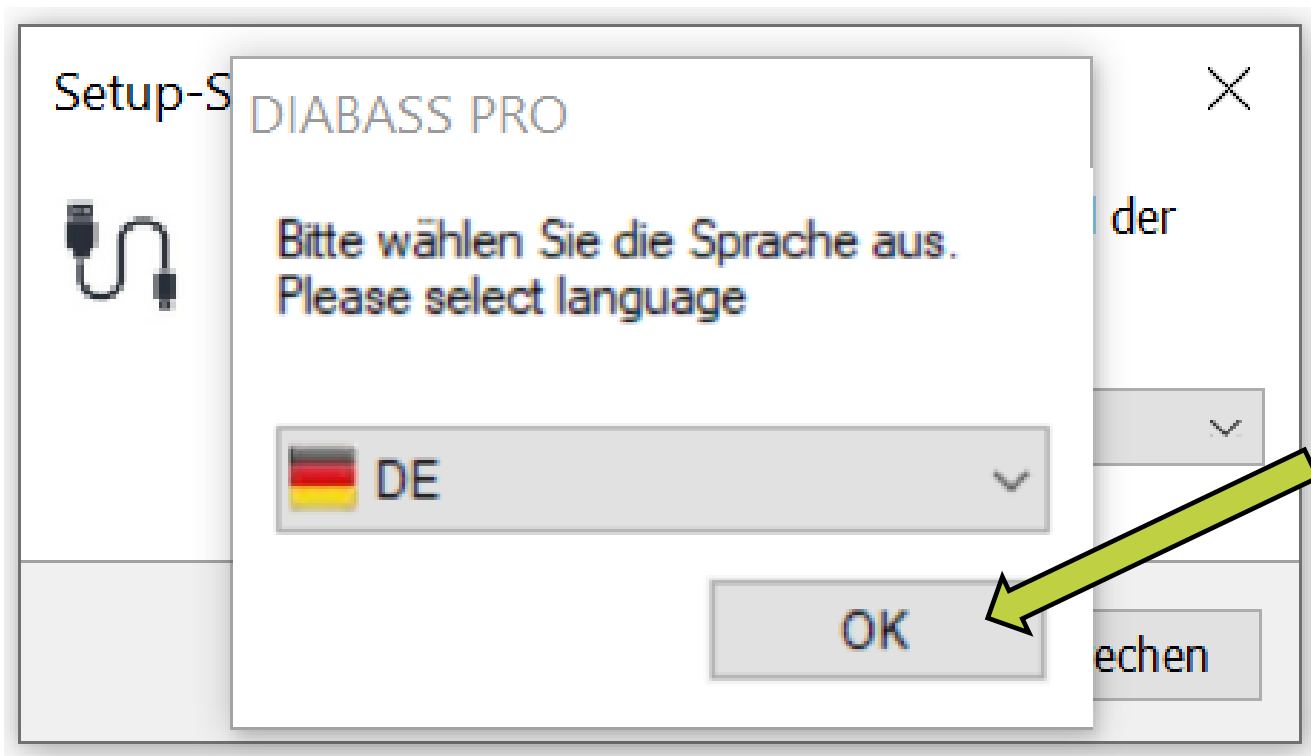 Setup-S
DIABASS PRO
der
Bitte wählen Sie die Sprache aus.
Please select language
DE
OK
echen